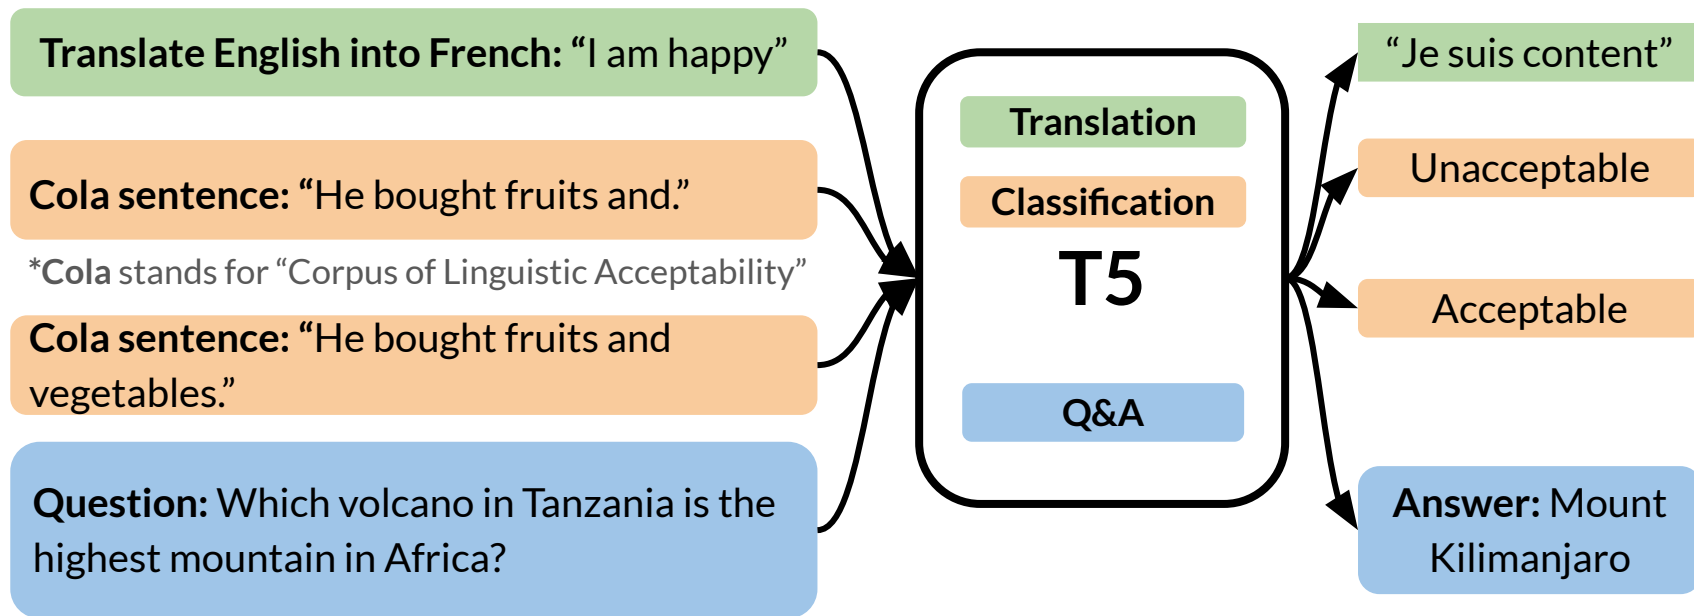 Translate English into French: “I am happy”
Cola sentence: “He bought fruits and.”
*Cola stands for “Corpus of Linguistic Acceptability”
Cola sentence: “He bought fruits and
vegetables.”
Question: Which volcano in Tanzania is the
highest mountain in Africa?
Translation
Classification
T5
Q&A
“Je suis content”
Unacceptable
Acceptable
Answer: Mount
Kilimanjaro